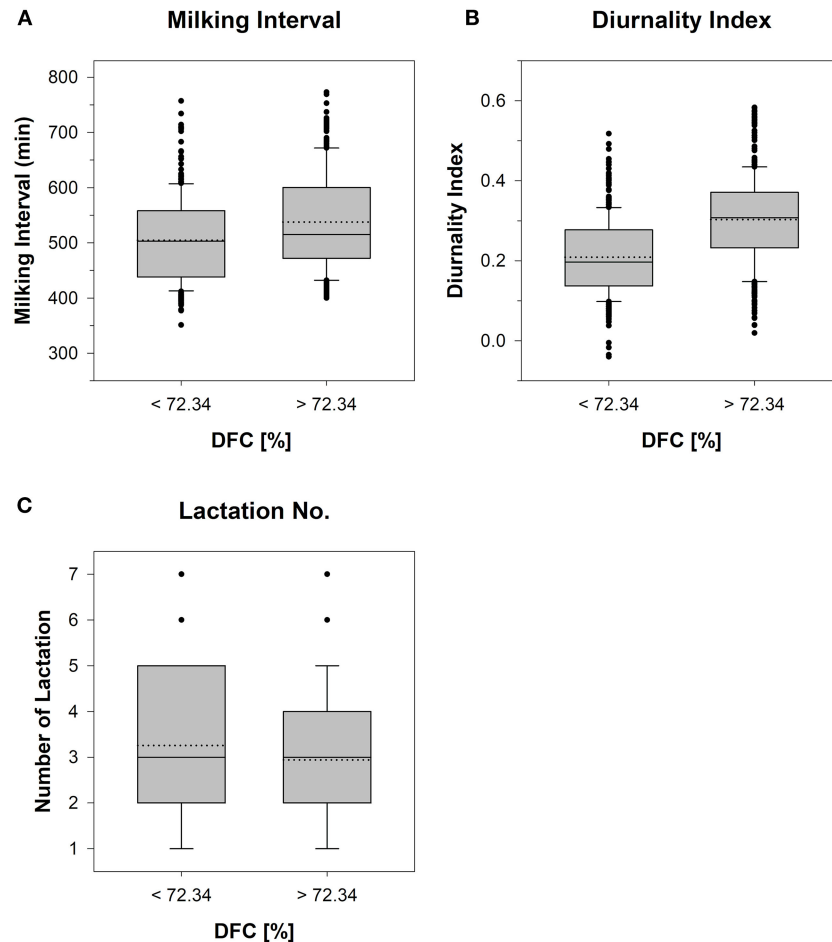 A
Milking Interval
Milking Interval (min)
800
700
600
500
400
300
< 72.34 > 72.34
DFC [%]
B
Diurnality Index
Diurnality Index
0.6
0.4
0.2
0.0
< 72.34 > 72.34
DFC [%]
C
Lactation No.
Number of Lactation
7
6
5
4
3
2
1
< 72.34 > 72.34
DFC [%]